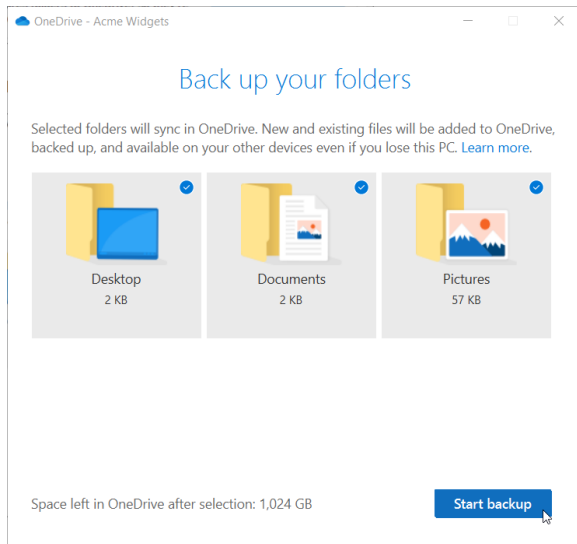 OneDrive - Acme Widgets
Back up your folders
Selected folders will sync in OneDrive. New and existing files will be added to OneDrive,
backed up, and available on your other devices even if you lose this PC. Learn more.
Desktop
2 KB
Documents
2 KB
Pictures
57 KB
Space left in OneDrive after selection: 1,024 GB
Start backup